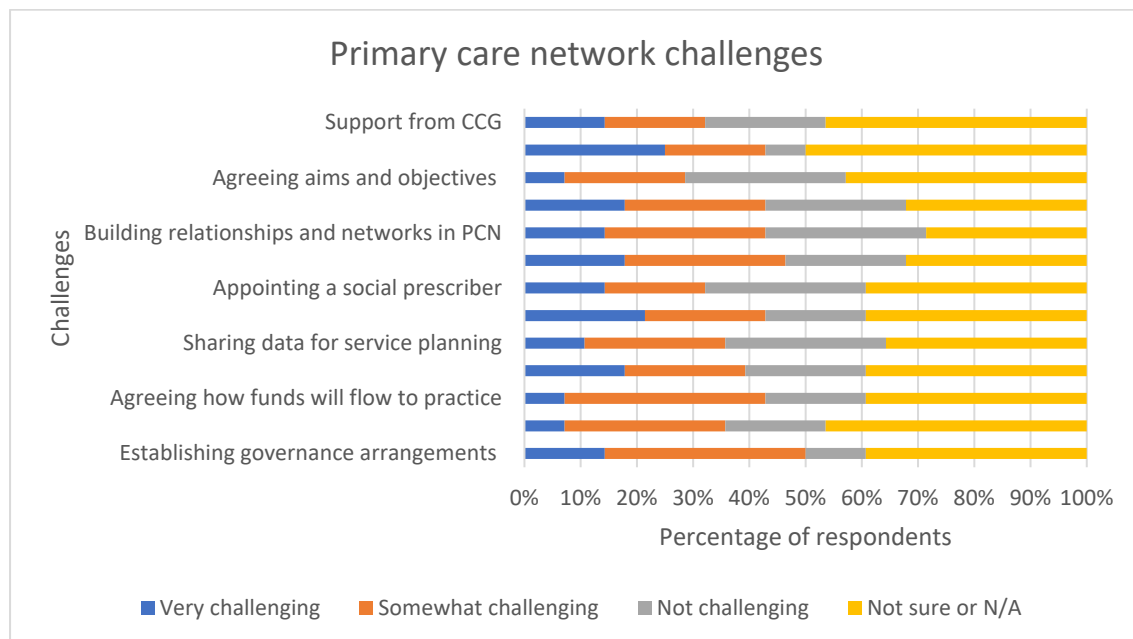 Primary care network challenges
Challenges
Support from CCG
Agreeing aims and objectives
Building relationships and networks in PCN
Appointing a social prescriber
Sharing data for service planning
Agreeing how funds will flow to practice
Establishing governance arrangements
0% 10% 20% 30% 40% 50% 60% 70% 80% 90% 100%
Percentage of respondents
Very challenging Somewhat challenging Not challenging Not sure or N/A